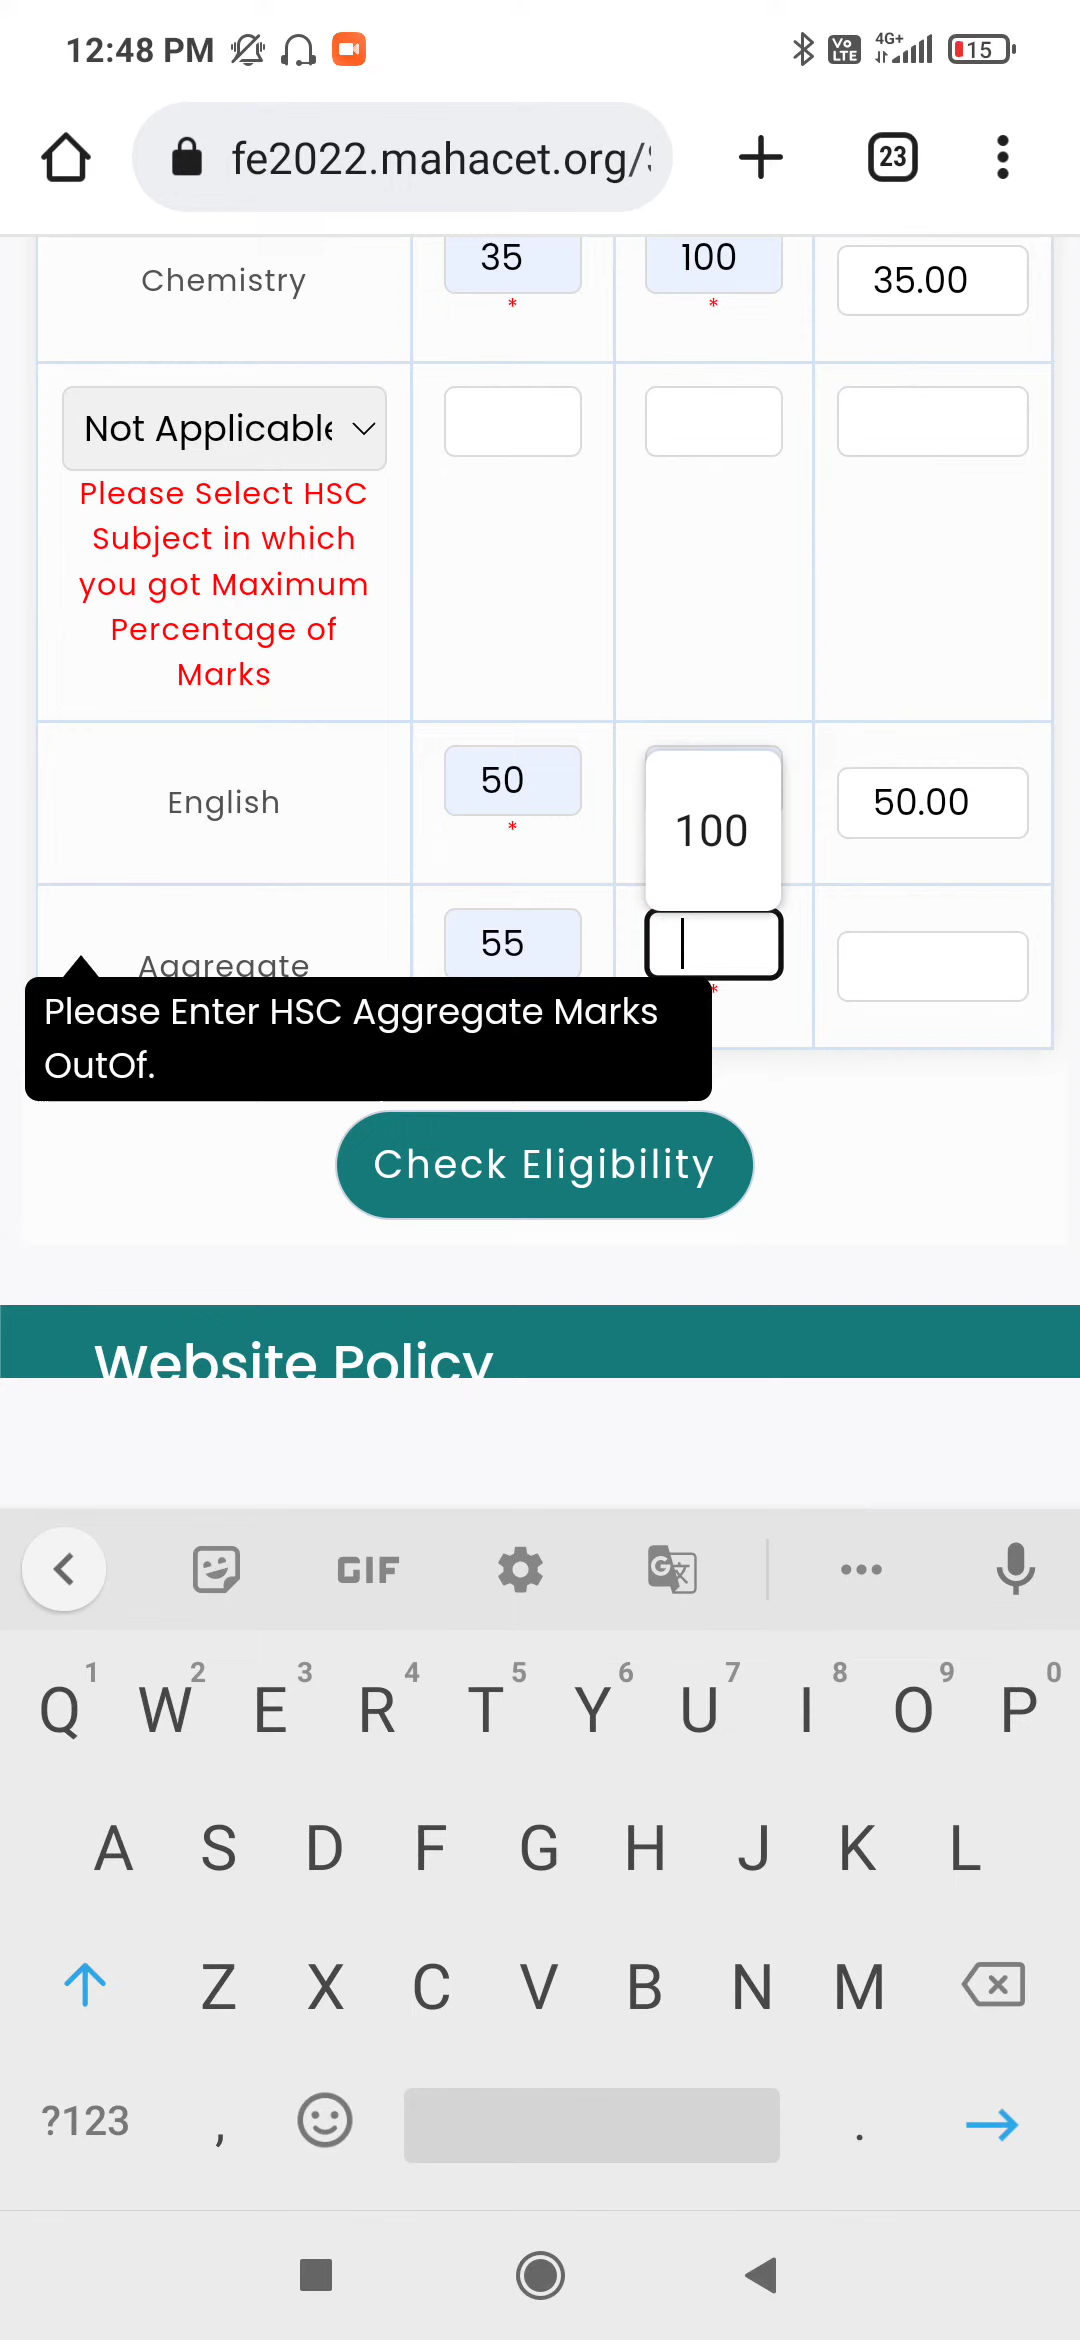 12:48 PM
Vo LTE 4G+ 15
fe2022.mahacet.org/
23
Chemistry 35 100 35.00
* *
Not Applicable
Please Select HSC
Subject in which
you got Maximum
Percentage of
Marks
English 50 50.00
*
100
Aggregate 55
*
Please Enter HSC Aggregate Marks
OutOf.
Check Eligibility
Website Policy
GIF G
1 2 3 4 5 6 7 8 9 0
Q W E R T Y U I O P
A S D F G H J K L
Z X C V B N M
?123 , .